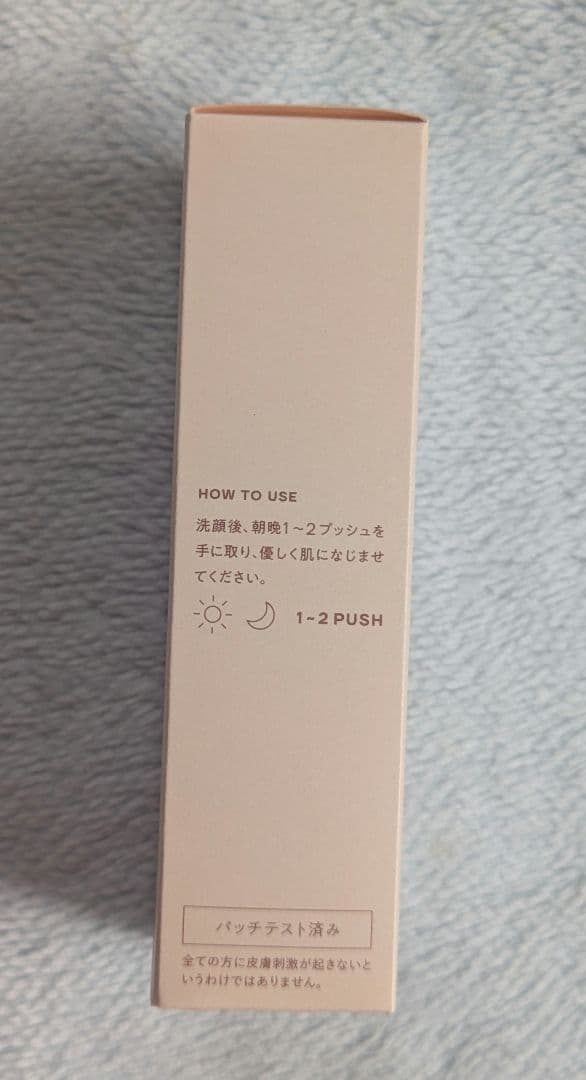 HOW TO USE
洗顔後、朝晩1～2プッシュを
手に取り、優しく肌になじませ
てください。
1~2 PUSH
パッチテスト済み
全ての方に皮膚刺激が起きないと
いうわけではありません。